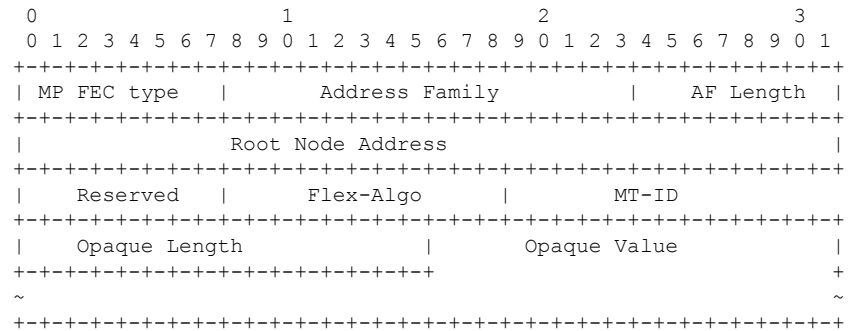 0                   1                   2                   3
 0 1 2 3 4 5 6 7 8 9 0 1 2 3 4 5 6 7 8 9 0 1 2 3 4 5 6 7 8 9 0 1
+-+-+-+-+-+-+-+-+-+-+-+-+-+-+-+-+-+-+-+-+-+-+-+-+-+-+-+-+-+-+-+-+
| MP FEC type   |       Address Family          |    AF Length  |
+-+-+-+-+-+-+-+-+-+-+-+-+-+-+-+-+-+-+-+-+-+-+-+-+-+-+-+-+-+-+-+-+
|                Root Node Address                              |
+-+-+-+-+-+-+-+-+-+-+-+-+-+-+-+-+-+-+-+-+-+-+-+-+-+-+-+-+-+-+-+-+
|    Reserved   |      Flex-Algo      |        MT-ID
+-+-+-+-+-+-+-+-+-+-+-+-+-+-+-+-+-+-+-+-+-+-+-+-+-+-+-+-+-+-+-+-+
|    Opaque Length              |       Opaque Value            |
+-+-+-+-+-+-+-+-+-+-+-+-+-+-+-+-+                               +
~                                                               ~
+-+-+-+-+-+-+-+-+-+-+-+-+-+-+-+-+-+-+-+-+-+-+-+-+-+-+-+-+-+-+-+-+